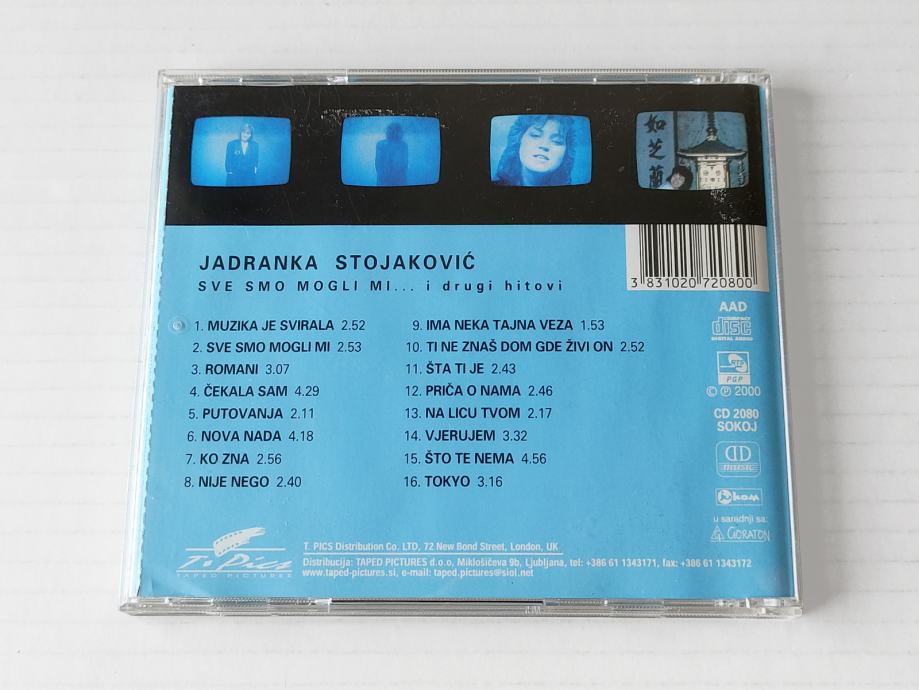 如
芝
蘭
JADRANKA STOJAKOVIĆ
SVE SMO MOGLI MI... i drugi hitovi
3 831020 720800
1. MUZIKA JE SVIRALA 2.52
2. SVE SMO MOGLI MI 2.53
3. ROMANI 3.07
4. ČEKALA SAM 4.29
5. PUTOVANJA 2.11
6. NOVA NADA 4.18
7. KO ZNA 2.56
8. NIJE NEGO 2.40
9. IMA NEKA TAJNA VEZA 1.53
10. TI NE ZNAŠ DOM GDE ŽIVI ON 2.52
11. ŠTA TI JE 2.43
12. PRIČA O NAMA 2.46
13. NA LICU TVOM 2.17
14. VJERUJEM 3.32
15. ŠTO TE NEMA 4.56
16. TOKYO 3.16
AAD
COMPACT
disc
DIGITAL AUDIO
RTS
PGP
© ℗ 2000
CD 2080
SOKOJ
music
kom
u saradnji sa:
GORATON
T. Pics
TAPED PICTURES
T. PICS Distribution Co. LTD, 72 New Bond Street, London, UK
Distribucija: TAPED PICTURES d.o.o, Miklošičeva 9b, Ljubljana, tel: +386 61 1343171, fax: +386 61 1343172
www.taped-pictures.si, e-mail: taped.pictures@siol.net